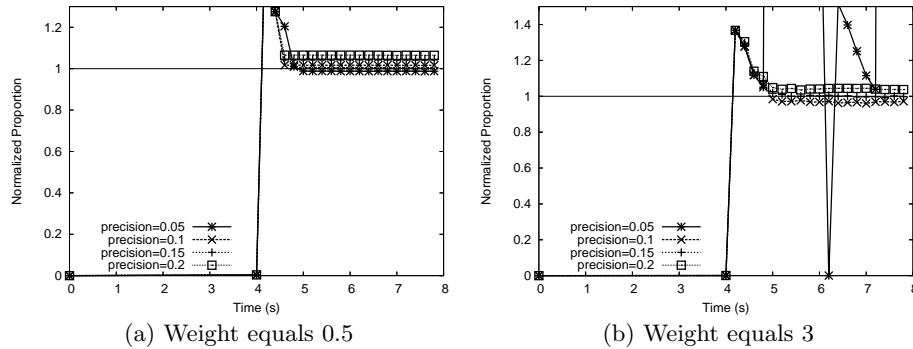 1.2
1
0.8
0.6
0.4
0.2
0
Normalized Proportion
precision=0.05
precision=0.1
precision=0.15
precision=0.2
0 1 2 3 4 5 6 7 8
Time (s)
(a) Weight equals 0.5
1.4
1.2
1
0.8
0.6
0.4
0.2
0
Normalized Proportion
precision=0.05
precision=0.1
precision=0.15
precision=0.2
0 1 2 3 4 5 6 7 8
Time (s)
(b) Weight equals 3